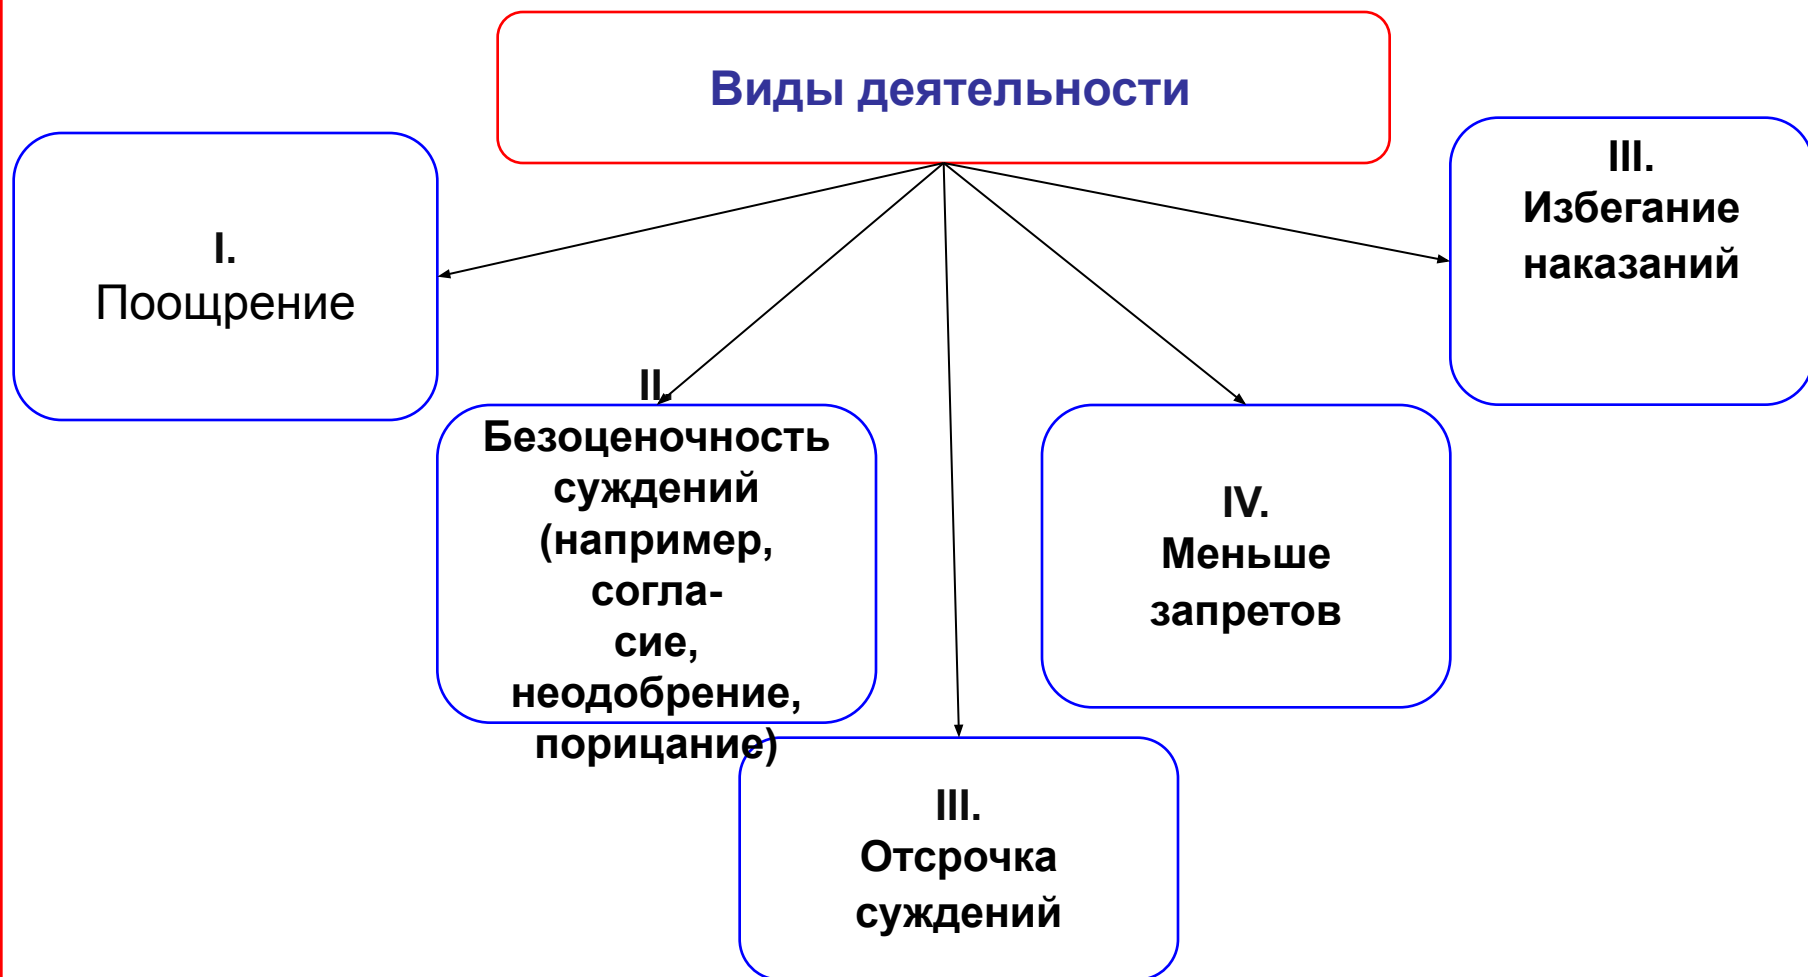 Виды деятельности
I.
Поощрение
II.
Безоценочность
суждений
(например,
согла-
сие,
неодобрение,
порицание)
III.
Отсрочка
суждений
IV.
Меньше
запретов
III.
Избегание
наказаний